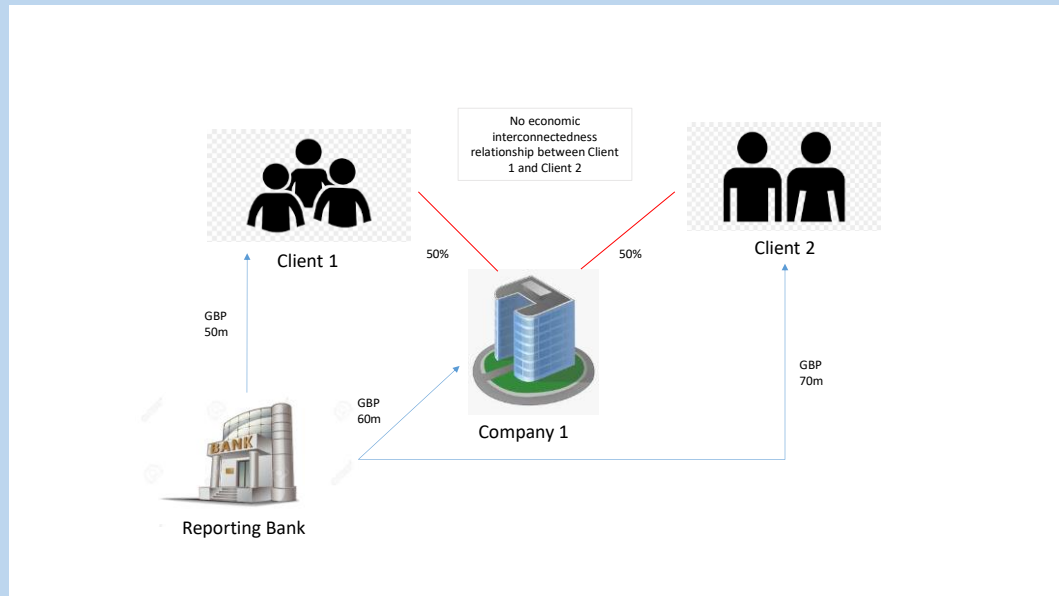 No economic
interconnectedness
relationship between Client
1 and Client 2
Client 1
Client 2
50%
50%
GBP
50m
GBP
60m
GBP
70m
Company 1
BANK
Reporting Bank